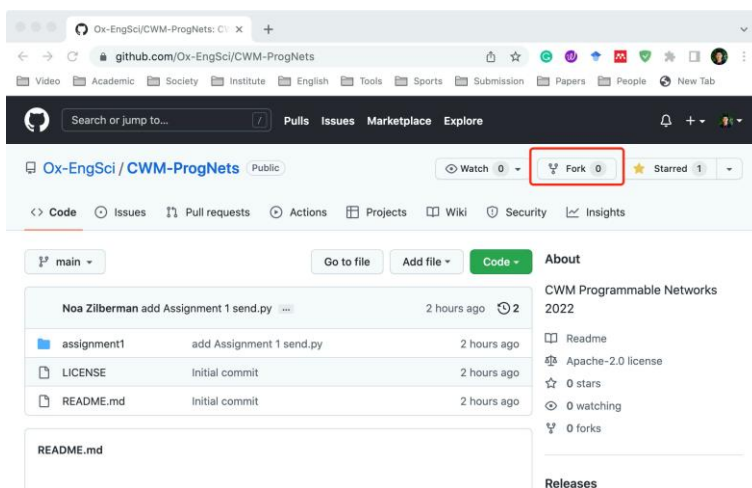 Ox-EngSci/CWM-ProgNets: C
github.com/Ox-EngSci/CWM-ProgNets
Video Academic Society Institute English Tools Sports Submission Papers People New Tab
Search or jump to... / Pulls Issues Marketplace Explore
Ox-EngSci / CWM-ProgNets Public Watch 0 Fork 0 Starred 1
Code Issues Pull requests Actions Projects Wiki Security Insights
main Go to file Add file Code
Noa Zilberman add Assignment 1 send.py ... 2 hours ago 2
assignment1 add Assignment 1 send.py 2 hours ago
LICENSE Initial commit 2 hours ago
README.md Initial commit 2 hours ago
README.md
About
CWM Programmable Networks
2022
Readme
Apache-2.0 license
0 stars
0 watching
0 forks
Releases